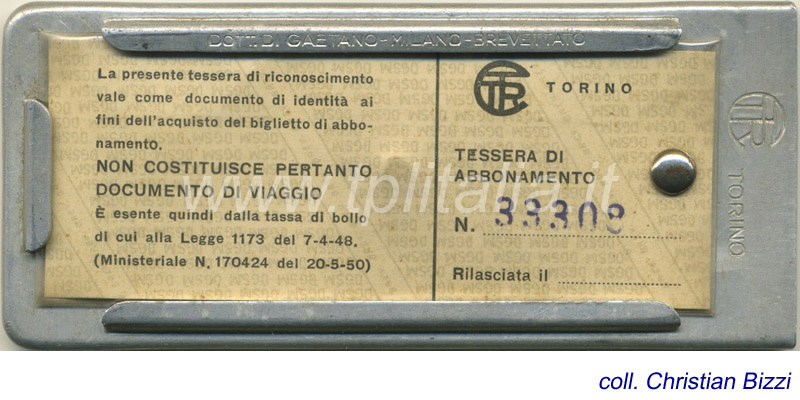 DOTT. DI GAETANO-MILANO-BREVETTATO
La presente tessera di riconoscimento
vale come documento di identità ai
fini dell'acquisto del biglietto di abbo-
namento.
NON COSTITUISCE PERTANTO
DOCUMENTO DI VIAGGIO
È esente quindi dalla tassa di bollo
di cui alla Legge 1173 del 7-4-48.
(Ministeriale N. 170424 del 20-5-50)
TORINO
TESSERA DI
ABBONAMENTO
N. 33308
Rilasciata il
TORINO
www.tplitalia.it
coll. Christian Bizzi